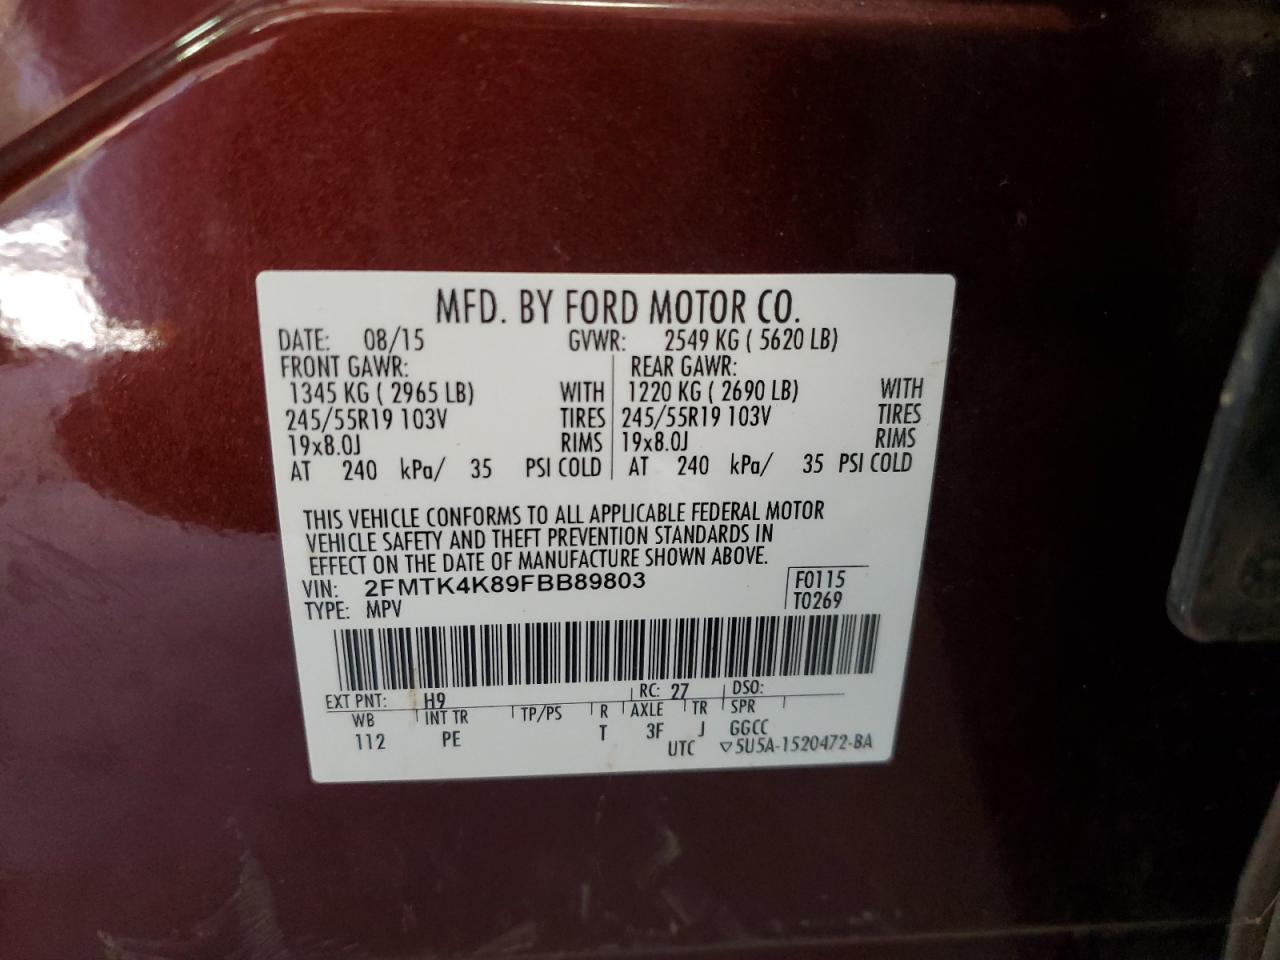 MFD. BY FORD MOTOR CO.
DATE: 08/15 GVWR: 2549 KG ( 5620 LB)
FRONT GAWR: REAR GAWR:
1345 KG ( 2965 LB) WITH 1220 KG ( 2690 LB) WITH
245/55R19 103V TIRES 245/55R19 103V TIRES
19x8.0J RIMS 19x8.0J RIMS
AT 240 kPa/ 35 PSI COLD AT 240 kPa/ 35 PSI COLD
THIS VEHICLE CONFORMS TO ALL APPLICABLE FEDERAL MOTOR
VEHICLE SAFETY AND THEFT PREVENTION STANDARDS IN
EFFECT ON THE DATE OF MANUFACTURE SHOWN ABOVE.
VIN: 2FMTK4K89FBB89803 F0115
TYPE: MPV T0269
EXT PNT: H9 RC: 27 DSO:
WB INT TR TP/PS R AXLE TR SPR
112 PE T 3F J GGCC
UTC ▽5U5A-1520472-BA